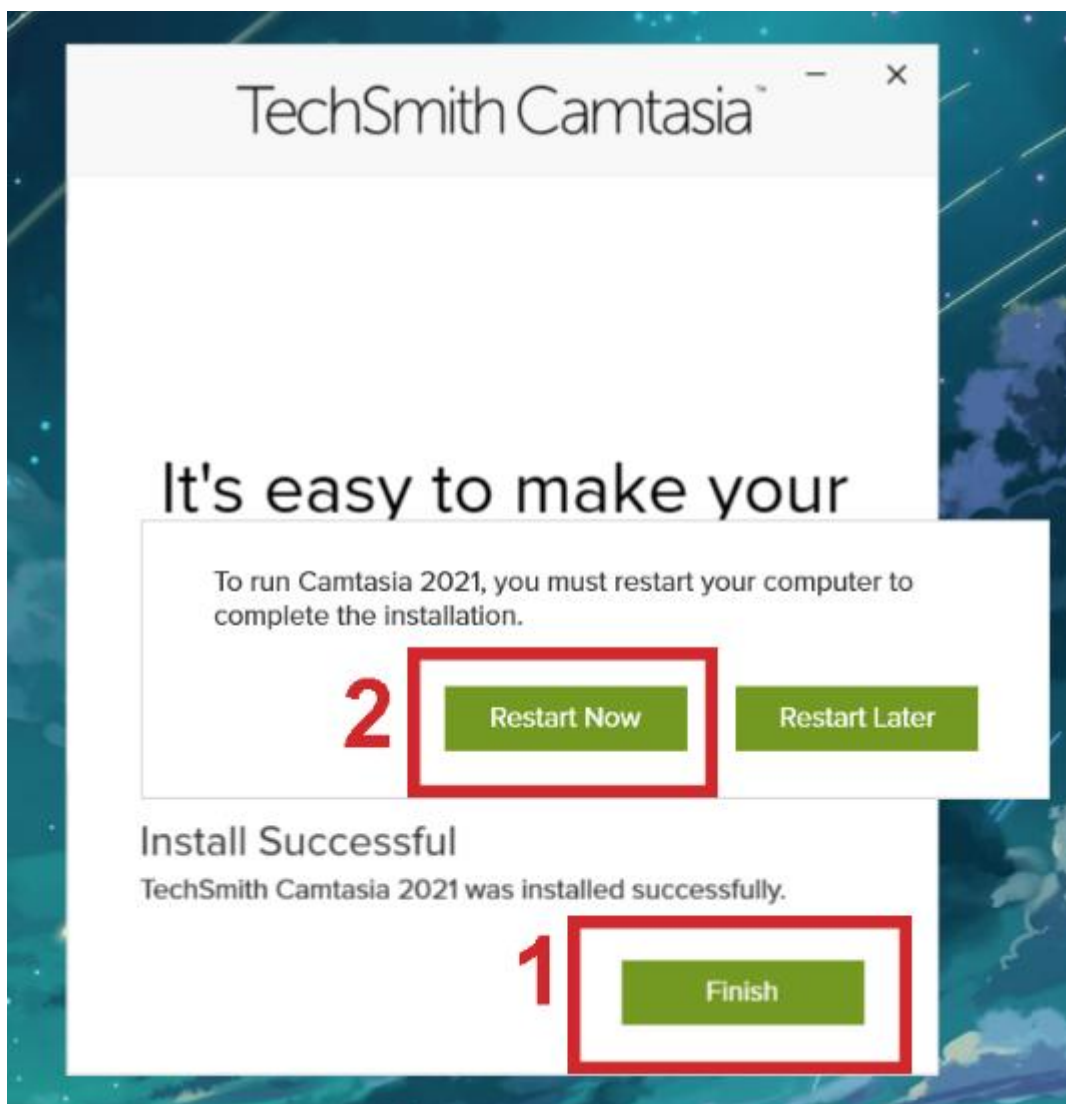 TechSmith Camtasia™
It's easy to make your
To run Camtasia 2021, you must restart your computer to
complete the installation.
2
Restart Now
Restart Later
Install Successful
TechSmith Camtasia 2021 was installed successfully.
1
Finish